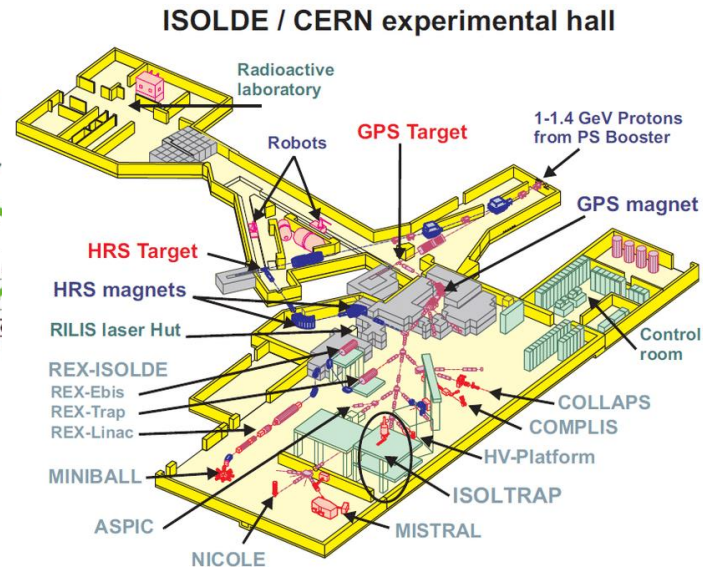 ISOLDE / CERN experimental hall
Radioactive
laboratory
Robots
GPS Target
1-1.4 GeV Protons
from PS Booster
GPS magnet
HRS Target
HRS magnets
RILIS laser Hut
Control
room
REX-ISOLDE
REX-Ebis
REX-Trap
REX-Linac
COLLAPS
COMPLIS
HV-Platform
MINIBALL
ISOLTRAP
ASPIC
MISTRAL
NICOLE